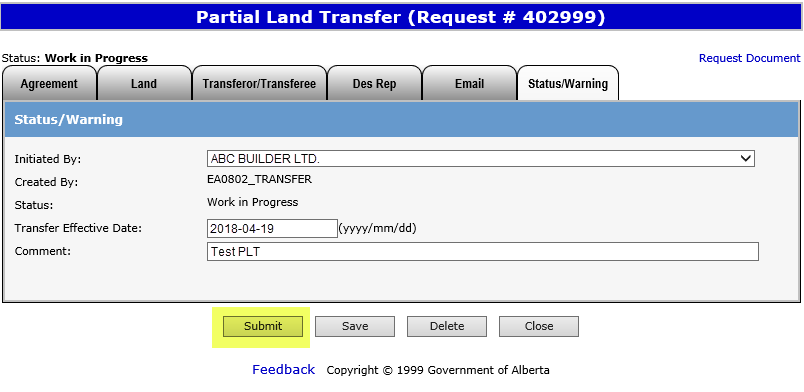 Partial Land Transfer (Request # 402999)
Status: Work in Progress Request Document
Agreement Land Transferor/Transferee Des Rep Email Status/Warning
Status/Warning
Initiated By: ABC BUILDER LTD.
Created By: EA0802_TRANSFER
Status: Work in Progress
Transfer Effective Date: 2018-04-19 (yyyy/mm/dd)
Comment: Test PLT
Submit Save Delete Close
Feedback Copyright © 1999 Government of Alberta